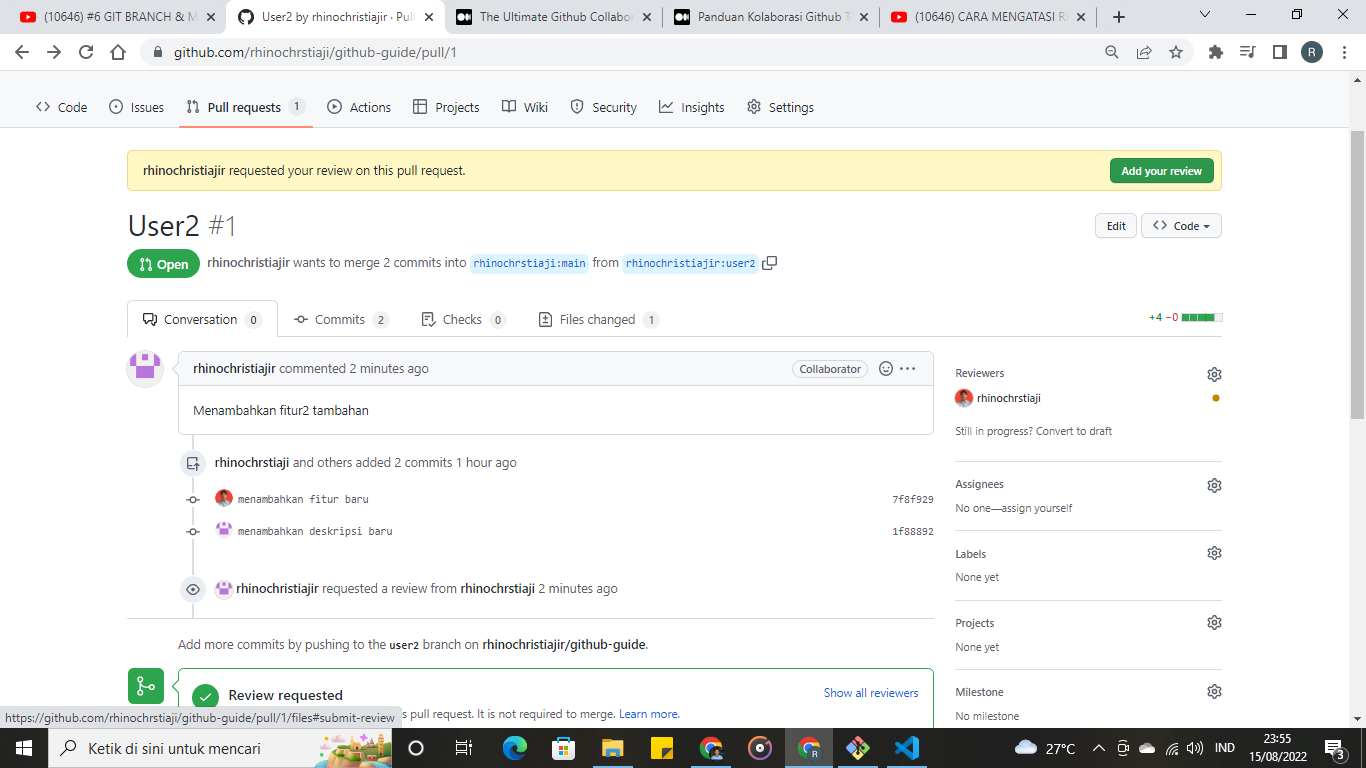 (10646) #6 GIT BRANCH & M
User2 by rhinochristiajir · Pull
The Ultimate Github Collabor
Panduan Kolaborasi Github T
(10646) CARA MENGATASI R
github.com/rhinochrstiaji/github-guide/pull/1
R
Code
Issues
Pull requests 1
Actions
Projects
Wiki
Security
Insights
Settings
rhinochristiajir requested your review on this pull request.
Add your review
User2 #1
Edit
Code
Open
rhinochristiajir wants to merge 2 commits into rhinochrstiaji:main from rhinochristiajir:user2
Conversation 0
Commits 2
Checks 0
Files changed 1
+4 −0
rhinochristiajir commented 2 minutes ago
Collaborator
Menambahkan fitur2 tambahan
rhinochrstiaji and others added 2 commits 1 hour ago
menambahkan fitur baru 7f8f929
menambahkan deskripsi baru 1f88892
rhinochristiajir requested a review from rhinochrstiaji 2 minutes ago
Add more commits by pushing to the user2 branch on rhinochristiajir/github-guide.
Review requested
Show all reviewers
s pull request. It is not required to merge. Learn more.
Reviewers
rhinochrstiaji
Still in progress? Convert to draft
Assignees
No one—assign yourself
Labels
None yet
Projects
None yet
Milestone
No milestone
https://github.com/rhinochrstiaji/github-guide/pull/1/files#submit-review
Ketik di sini untuk mencari
R
27°C
IND
23:55
15/08/2022
3